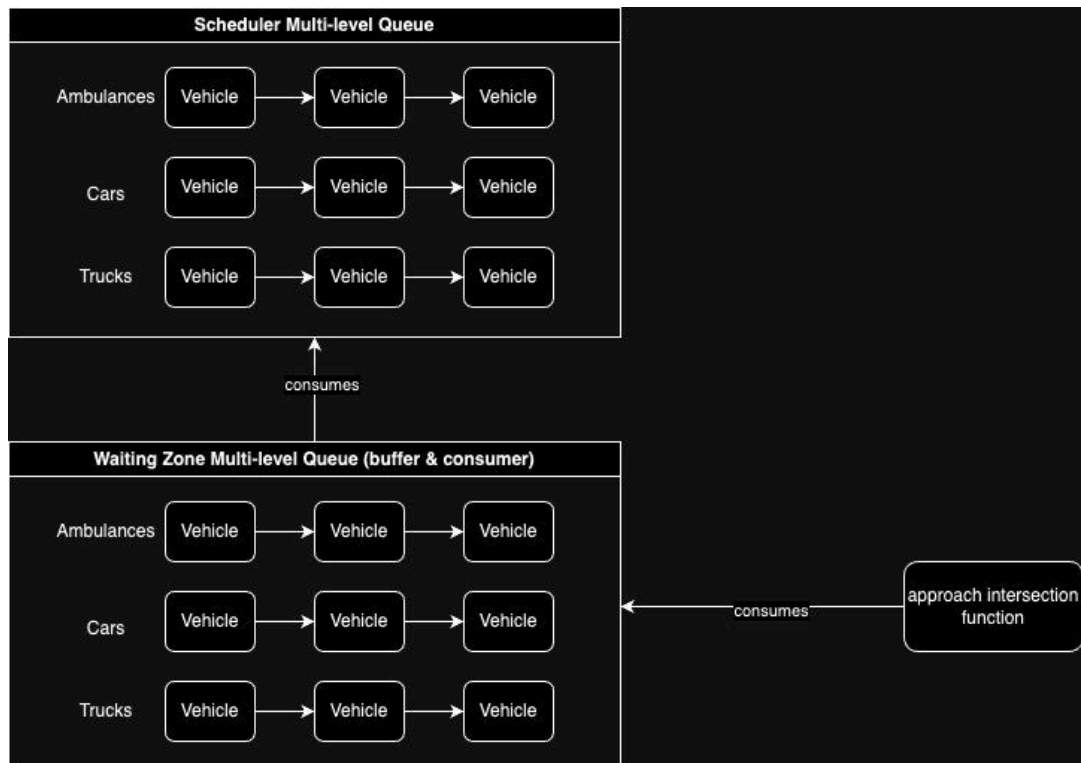 Scheduler Multi-level Queue
Ambulances Vehicle Vehicle Vehicle
Cars Vehicle Vehicle Vehicle
Trucks Vehicle Vehicle Vehicle
consumes
Waiting Zone Multi-level Queue (buffer & consumer)
Ambulances Vehicle Vehicle Vehicle
Cars Vehicle Vehicle Vehicle
Trucks Vehicle Vehicle Vehicle
consumes
approach intersection
function